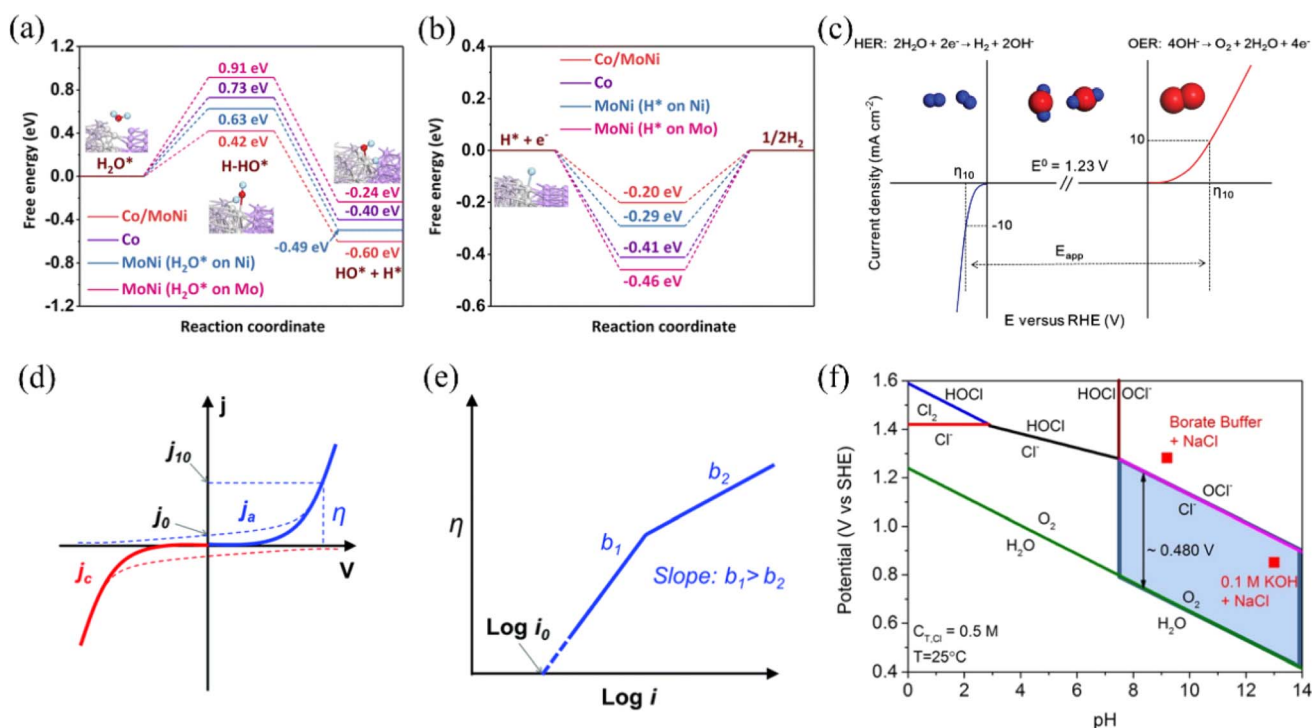 (a)
1.2
0.8
0.4
0.0
-0.4
-0.8
-1.2
Free energy (eV)
0.91 eV
0.73 eV
0.63 eV
0.42 eV
H₂O*
H-HO*
-0.24 eV
-0.40 eV
-0.49 eV
-0.60 eV
HO* + H*
Co/MoNi
Co
MoNi (H₂O* on Ni)
MoNi (H₂O* on Mo)
Reaction coordinate
(b)
0.4
0.2
0.0
-0.2
-0.4
-0.6
Free energy (eV)
Co/MoNi
Co
MoNi (H* on Ni)
MoNi (H* on Mo)
H* + e⁻
1/2H₂
-0.20 eV
-0.29 eV
-0.41 eV
-0.46 eV
Reaction coordinate
(c)
HER: 2H₂O + 2e⁻→ H₂ + 2OH⁻
OER: 4OH⁻→ O₂ + 2H₂O + 4e⁻
Current density (mA cm⁻²)
10
η₁₀
E⁰ = 1.23 V
η₁₀
-10
Eapp
E versus RHE (V)
(d)
j
j₁₀
j₀
jₐ
η
V
j꜀
(e)
η
b₂
b₁
Slope: b₁> b₂
Log i₀
Log i
(f)
1.6
1.4
1.2
1.0
0.8
0.6
0.4
Potential (V vs SHE)
HOCl
Cl₂
Cl⁻
HOCl
Cl⁻
HOCl
OCl⁻
Borate Buffer
+ NaCl
OCl⁻
Cl⁻
O₂
H₂O
~ 0.480 V
0.1 M KOH
+ NaCl
O₂
H₂O
C_T,Cl = 0.5 M
T=25°C
0
2
4
6
8
10
12
14
pH